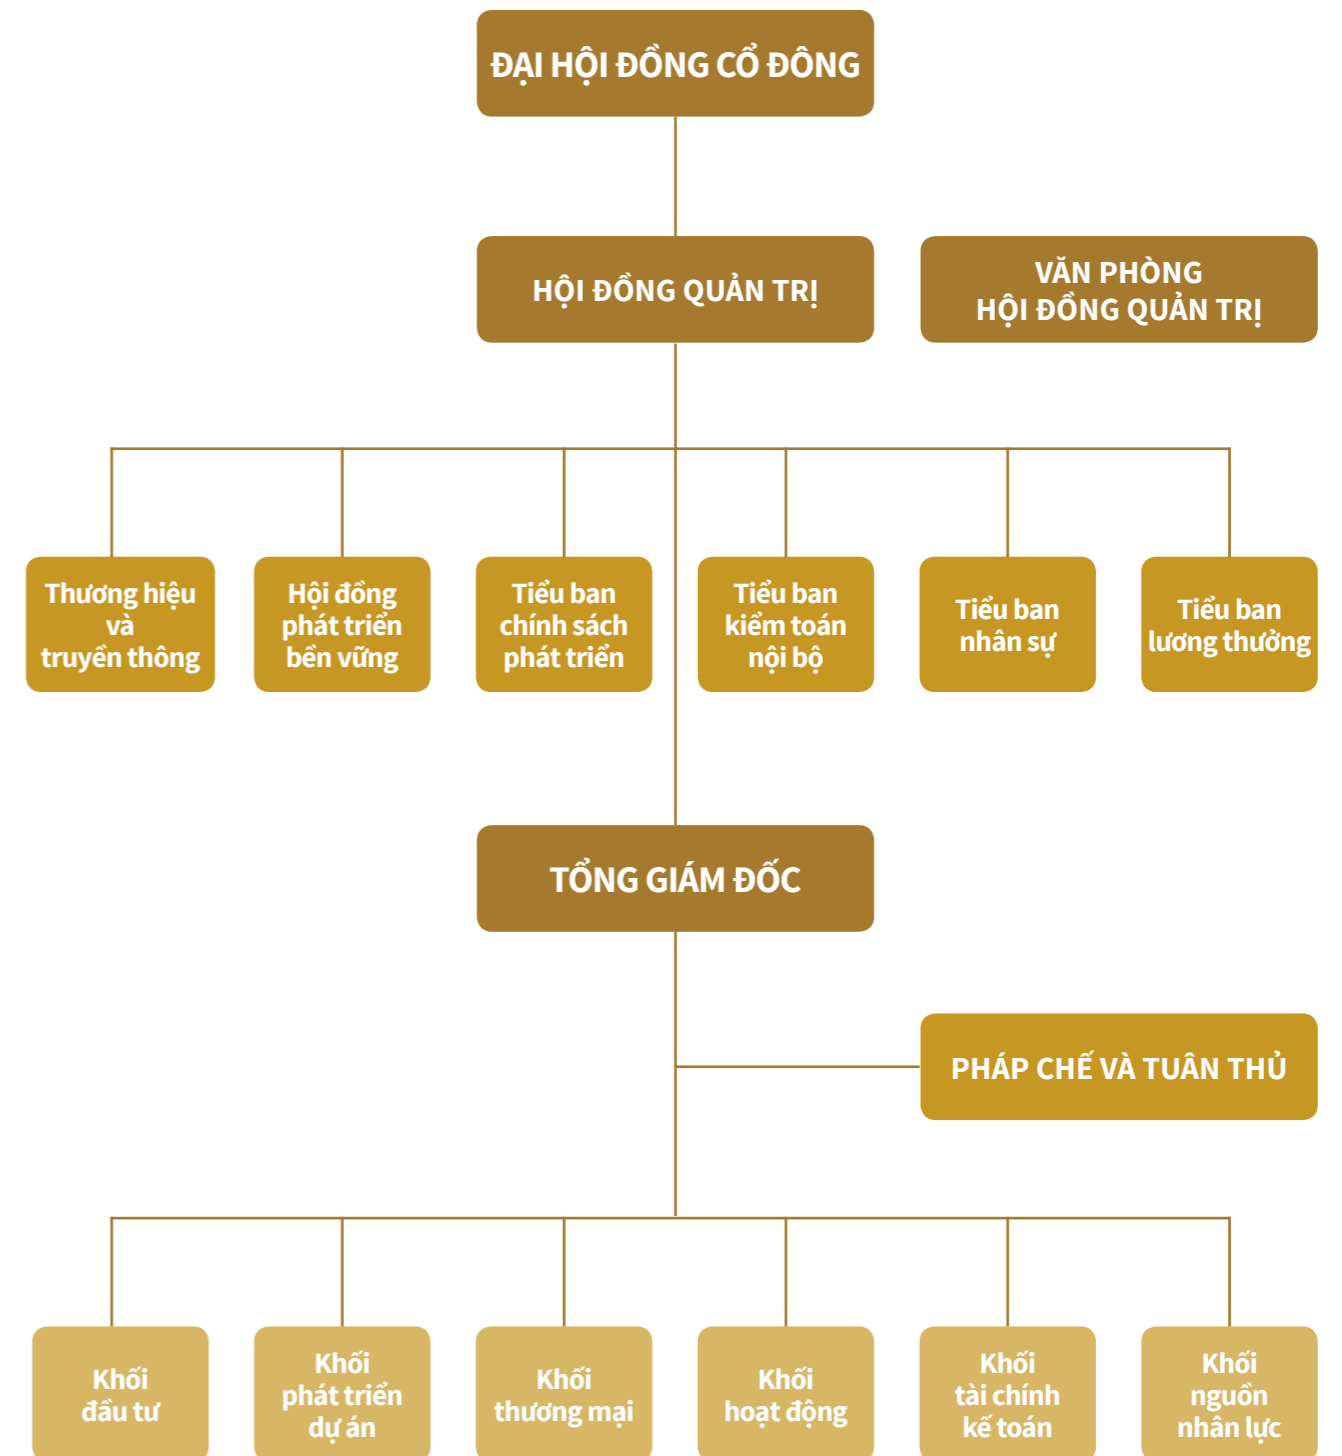 ĐẠI HỘI ĐỒNG CỔ ĐÔNG
HỘI ĐỒNG QUẢN TRỊ
VĂN PHÒNG
HỘI ĐỒNG QUẢN TRỊ
Thương hiệu
và
truyền thông
Hội đồng
phát triển
bền vững
Tiểu ban
chính sách
phát triển
Tiểu ban
kiểm toán
nội bộ
Tiểu ban
nhân sự
Tiểu ban
lương thưởng
TỔNG GIÁM ĐỐC
PHÁP CHẾ VÀ TUÂN THỦ
Khối
đầu tư
Khối
phát triển
dự án
Khối
thương mại
Khối
hoạt động
Khối
tài chính
kế toán
Khối
nguồn
nhân lực